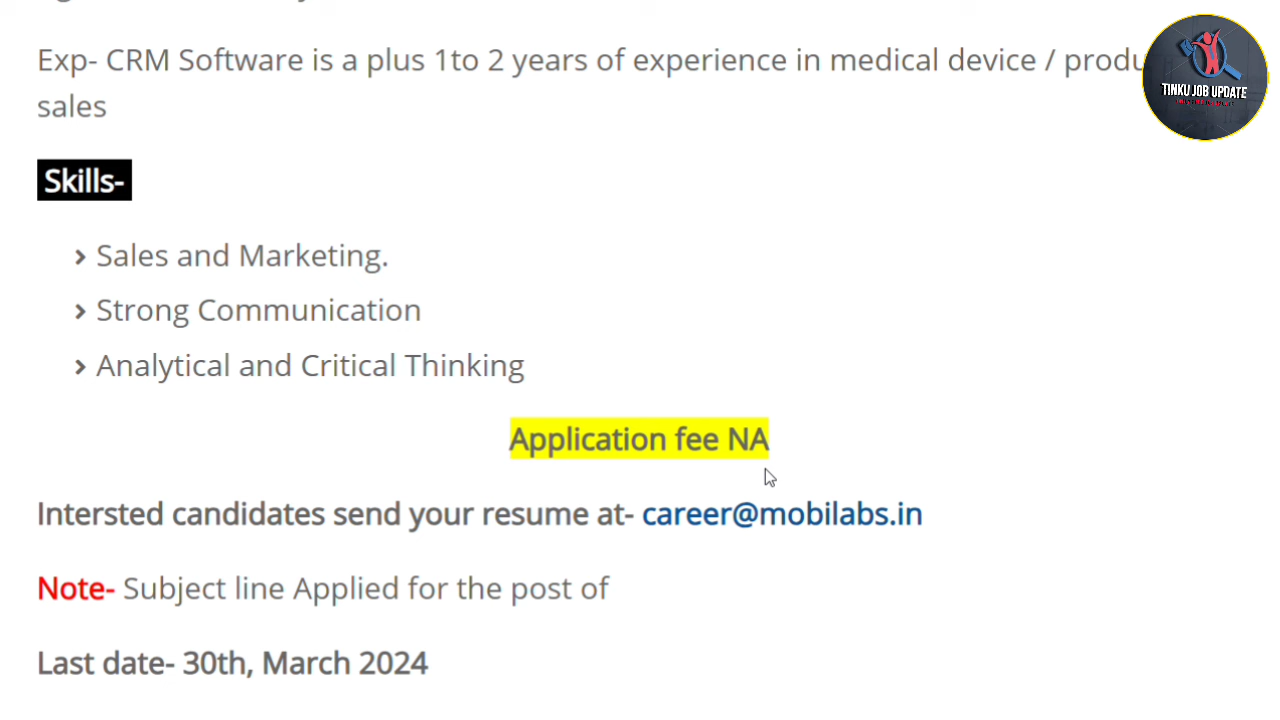 Exp- CRM Software is a plus 1to 2 years of experience in medical device / produ
sales
TINKU JOB UPDATE
Skills-
Sales and Marketing.
Strong Communication
Analytical and Critical Thinking
Application fee NA
Intersted candidates send your resume at- career@mobilabs.in
Note- Subject line Applied for the post of
Last date- 30th, March 2024